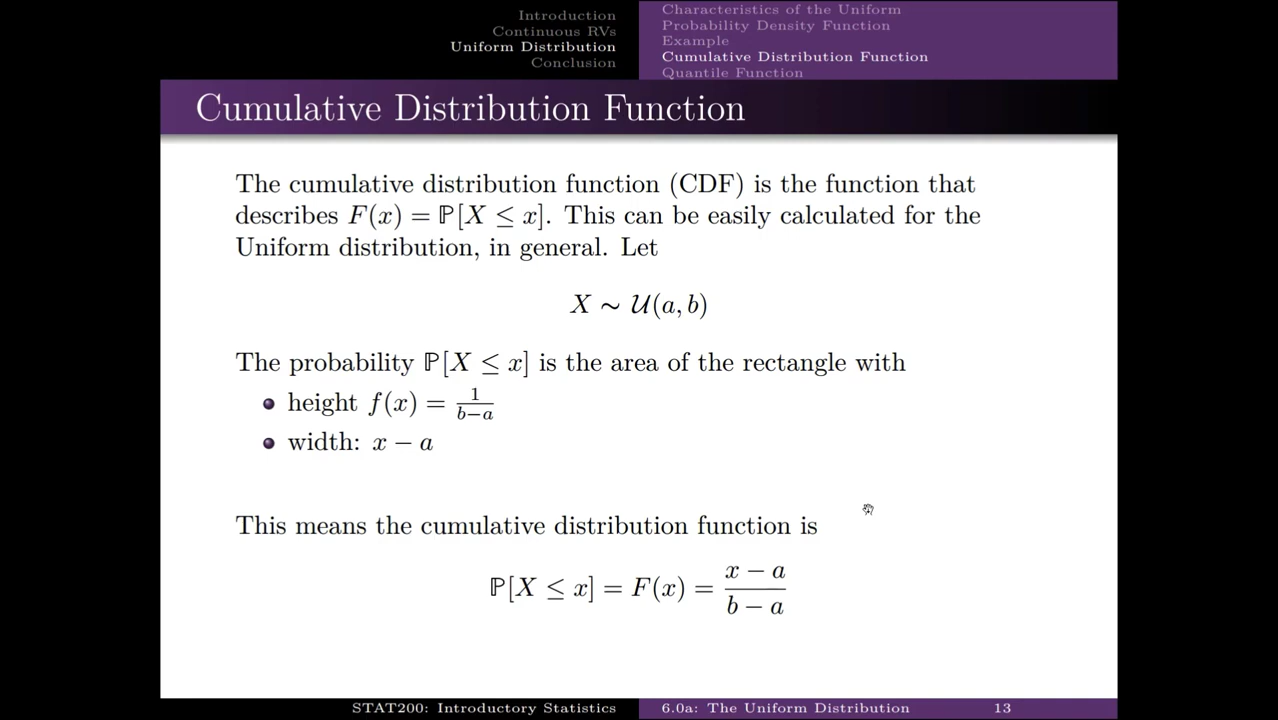 Introduction
Continuous RVs
Uniform Distribution
Conclusion
Characteristics of the Uniform
Probability Density Function
Example
Cumulative Distribution Function
Quantile Function
Cumulative Distribution Function
The cumulative distribution function (CDF) is the function that
describes F(x) = ℙ[X ≤ x]. This can be easily calculated for the
Uniform distribution, in general. Let
X ∼ 𝒰(a, b)
The probability ℙ[X ≤ x] is the area of the rectangle with
height f(x) = 1/(b−a)
width: x − a
This means the cumulative distribution function is
ℙ[X ≤ x] = F(x) = (x − a)/(b − a)
STAT200: Introductory Statistics
6.0a: The Uniform Distribution
13